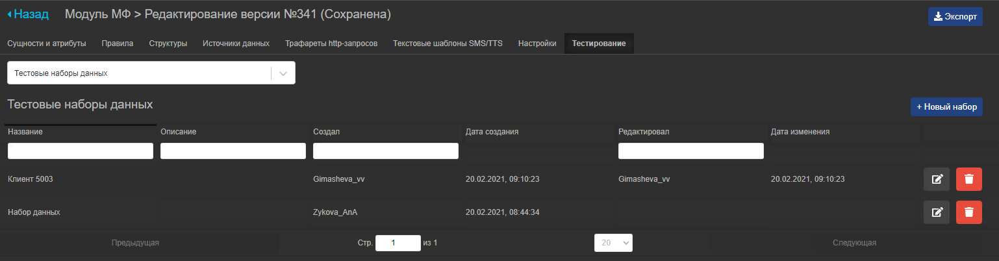 Назад Модуль МФ > Редактирование версии №341 (Сохранена) Экспорт
Сущности и атрибуты Правила Структуры Источники данных Трафареты http-запросов Текстовые шаблоны SMS/TTS Настройки Тестирование
Тестовые наборы данных
Тестовые наборы данных + Новый набор
Название Описание Создал Дата создания Редактировал Дата изменения
Клиент 5003 Gimasheva_vv 20.02.2021, 09:10:23 Gimasheva_vv 20.02.2021, 09:10:23
Набор данных Zykova_AnA 20.02.2021, 08:44:34
Предыдущая Стр. 1 из 1 20 Следующая